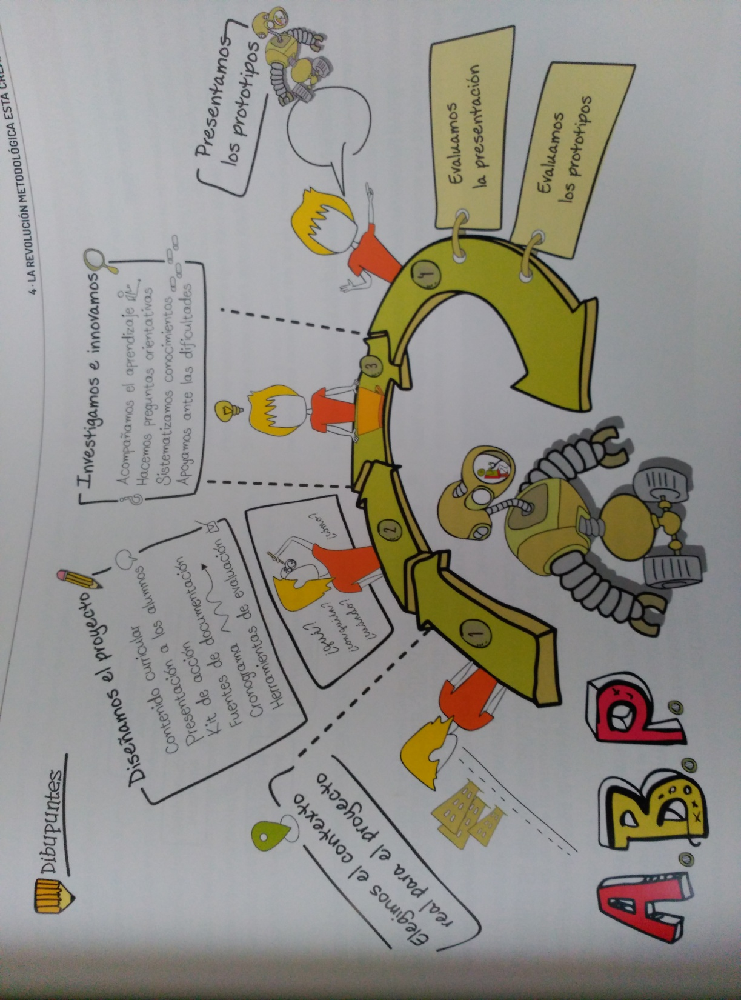 4 · LA REVOLUCIÓN METODOLÓGICA ESTÁ
Dibupuntes
Elegimos el contexto
real para el proyecto
Diseñamos el proyecto
Contenido curricular
Presentación a los alumnos
Kit de acción
Fuentes de documentación
Cronograma
Herramientas de evaluación
¿qué?
¿con quién?
¿cuándo?
¿cómo?
Investigamos e innovamos
Acompañamos el aprendizaje
Hacemos preguntas orientativas
Sistematizamos conocimientos
Apoyamos ante las dificultades
Presentamos
los prototipos
1
2
3
4
Evaluamos
la presentación
Evaluamos
los prototipos
A.B.P.